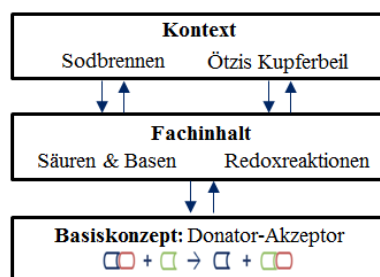 Kontext
Sodbrennen Ötzis Kupferbeil
Fachinhalt
Säuren & Basen Redoxreaktionen
Basiskonzept: Donator-Akzeptor
+ → +